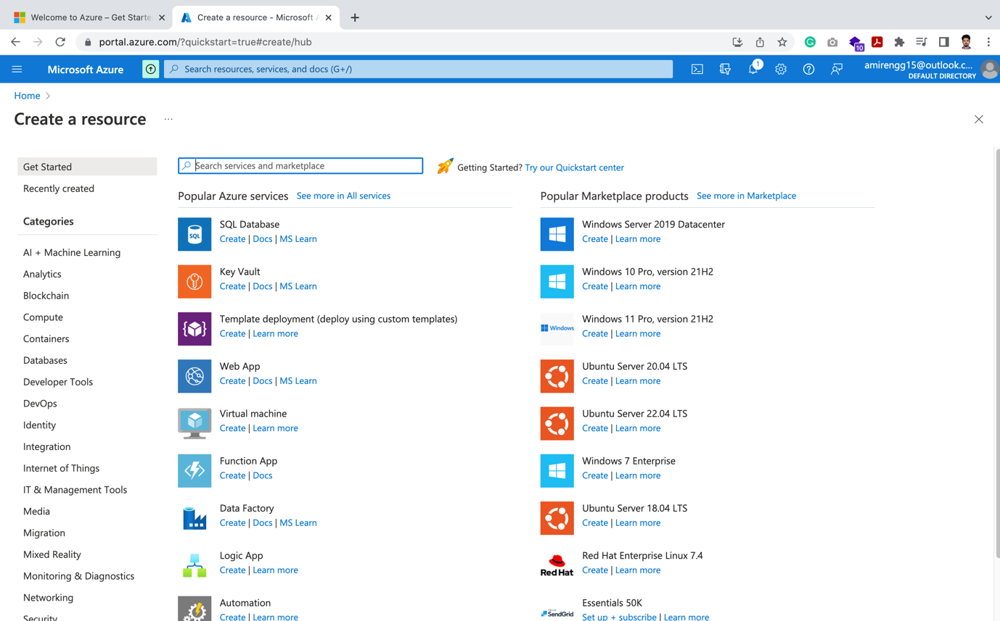 Welcome to Azure – Get Starte
Create a resource - Microsoft A
portal.azure.com/?quickstart=true#create/hub
10
Microsoft Azure
Search resources, services, and docs (G+/)
1
amirengg15@outlook.c...
DEFAULT DIRECTORY
Home
Create a resource
...
Get Started
Recently created
Categories
AI + Machine Learning
Analytics
Blockchain
Compute
Containers
Databases
Developer Tools
DevOps
Identity
Integration
Internet of Things
IT & Management Tools
Media
Migration
Mixed Reality
Monitoring & Diagnostics
Networking
Security
Search services and marketplace
Getting Started? Try our Quickstart center
Popular Azure services See more in All services
SQL
SQL Database
Create | Docs | MS Learn
Key Vault
Create | Docs | MS Learn
Template deployment (deploy using custom templates)
Create | Learn more
Web App
Create | Docs | MS Learn
Virtual machine
Create | Learn more
Function App
Create | Docs
Data Factory
Create | Docs | MS Learn
Logic App
Create | Learn more
Automation
Create | Learn more
Popular Marketplace products See more in Marketplace
Windows Server 2019 Datacenter
Create | Learn more
Windows 10 Pro, version 21H2
Create | Learn more
Windows
Windows 11 Pro, version 21H2
Create | Learn more
Ubuntu Server 20.04 LTS
Create | Learn more
Ubuntu Server 22.04 LTS
Create | Learn more
Windows 7 Enterprise
Create | Learn more
Ubuntu Server 18.04 LTS
Create | Learn more
Red Hat
Red Hat Enterprise Linux 7.4
Create | Learn more
SendGrid
Essentials 50K
Set up + subscribe | Learn more